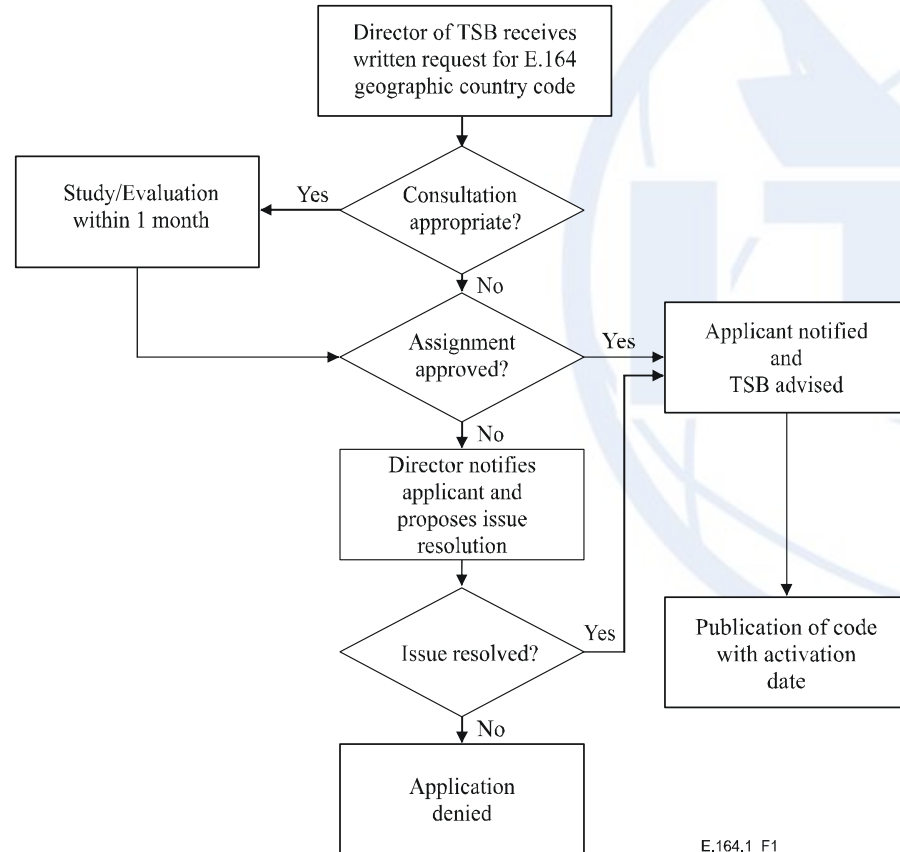 Director of TSB receives
written request for E.164
geographic country code
Consultation
appropriate?
Yes
Study/Evaluation
within 1 month
No
Assignment
approved?
Yes
Applicant notified
and
TSB advised
No
Director notifies
applicant and
proposes issue
resolution
Issue resolved?
Yes
Publication of code
with activation
date
No
Application
denied
E.164.1_F1